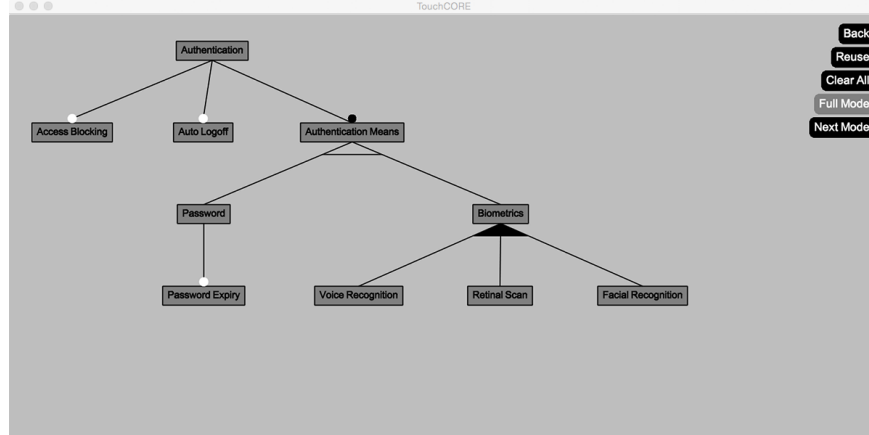 TouchCORE
Back
Authentication
Reuse
Clear All
Full Mode
Next Mode
Access Blocking
Auto Logoff
Authentication Means
Password
Biometrics
Password Expiry
Voice Recognition
Retinal Scan
Facial Recognition